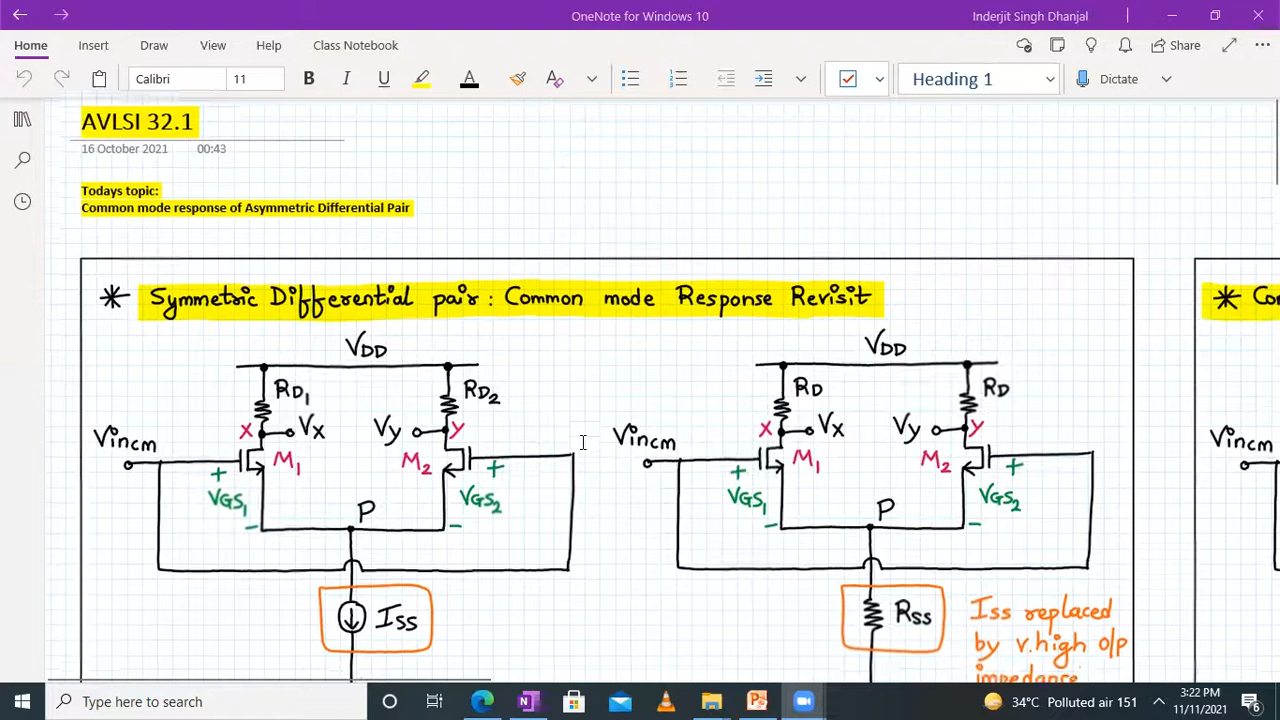 OneNote for Windows 10
Inderjit Singh Dhanjal
Home Insert Draw View Help Class Notebook
Share
Calibri 11 B I U A Heading 1 Dictate
AVLSI 32.1
16 October 2021 00:43
Todays topic:
Common mode response of Asymmetric Differential Pair
* Symmetric Differential pair : Common mode Response Revisit
* Co
VDD
VDD
RD1 RD2
RD RD
Vincm X Vx Vy Y
Vincm X Vx Vy Y
Vincm
M1 M2
M1 M2
+ VGS1 - + VGS2 -
+ VGS1 - + VGS2 -
P
P
ISS
RSS
Iss replaced
by v.high o/p
impedance
Type here to search
34°C Polluted air 151
3:22 PM
11/11/2021
6